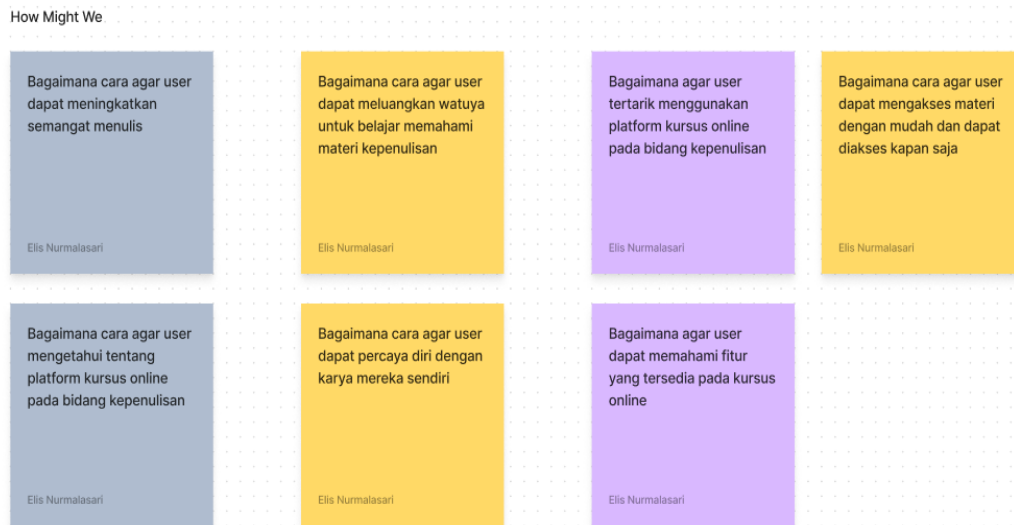 How Might We
Bagaimana cara agar user
dapat meningkatkan
semangat menulis
Elis Nurmalasari
Bagaimana cara agar user
dapat meluangkan watuya
untuk belajar memahami
materi kepenulisan
Elis Nurmalasari
Bagaimana agar user
tertarik menggunakan
platform kursus online
pada bidang kepenulisan
Elis Nurmalasari
Bagaimana cara agar user
dapat mengakses materi
dengan mudah dan dapat
diakses kapan saja
Elis Nurmalasari
Bagaimana cara agar user
mengetahui tentang
platform kursus online
pada bidang kepenulisan
Elis Nurmalasari
Bagaimana cara agar user
dapat percaya diri dengan
karya mereka sendiri
Elis Nurmalasari
Bagaimana agar user
dapat memahami fitur
yang tersedia pada kursus
online
Elis Nurmalasari